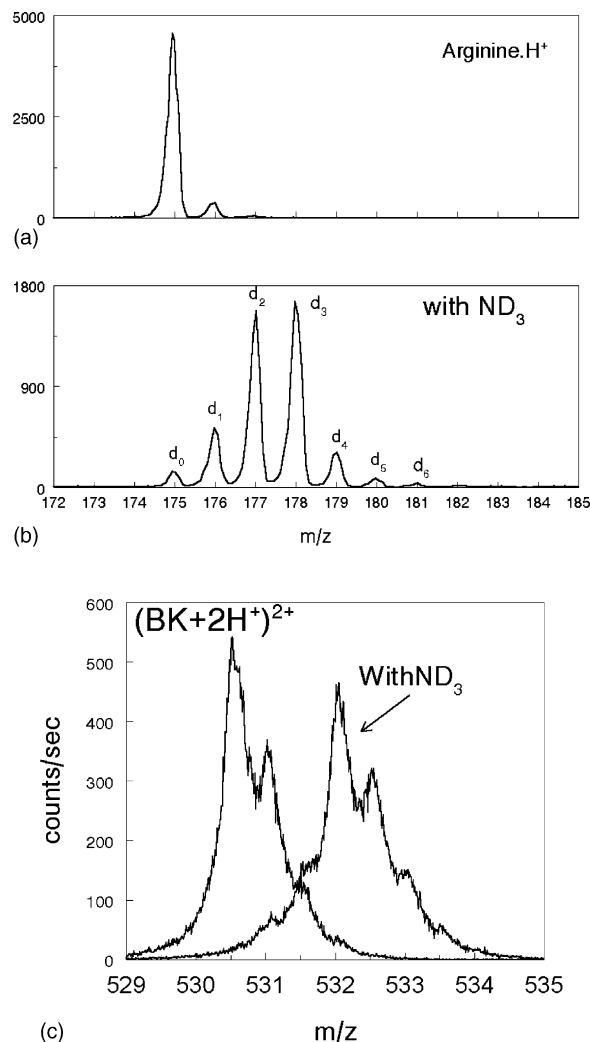 5000
Arginine.H⁺
2500
0
(a)
1800
with ND₃
d₂
d₃
900
d₁
d₄
d₀
d₅
d₆
0
172 173 174 175 176 177 178 179 180 181 182 183 184 185
(b)
m/z
600
(BK+2H⁺)²⁺
500
WithND₃
400
counts/sec
300
200
100
0
529 530 531 532 533 534 535
(c)
m/z